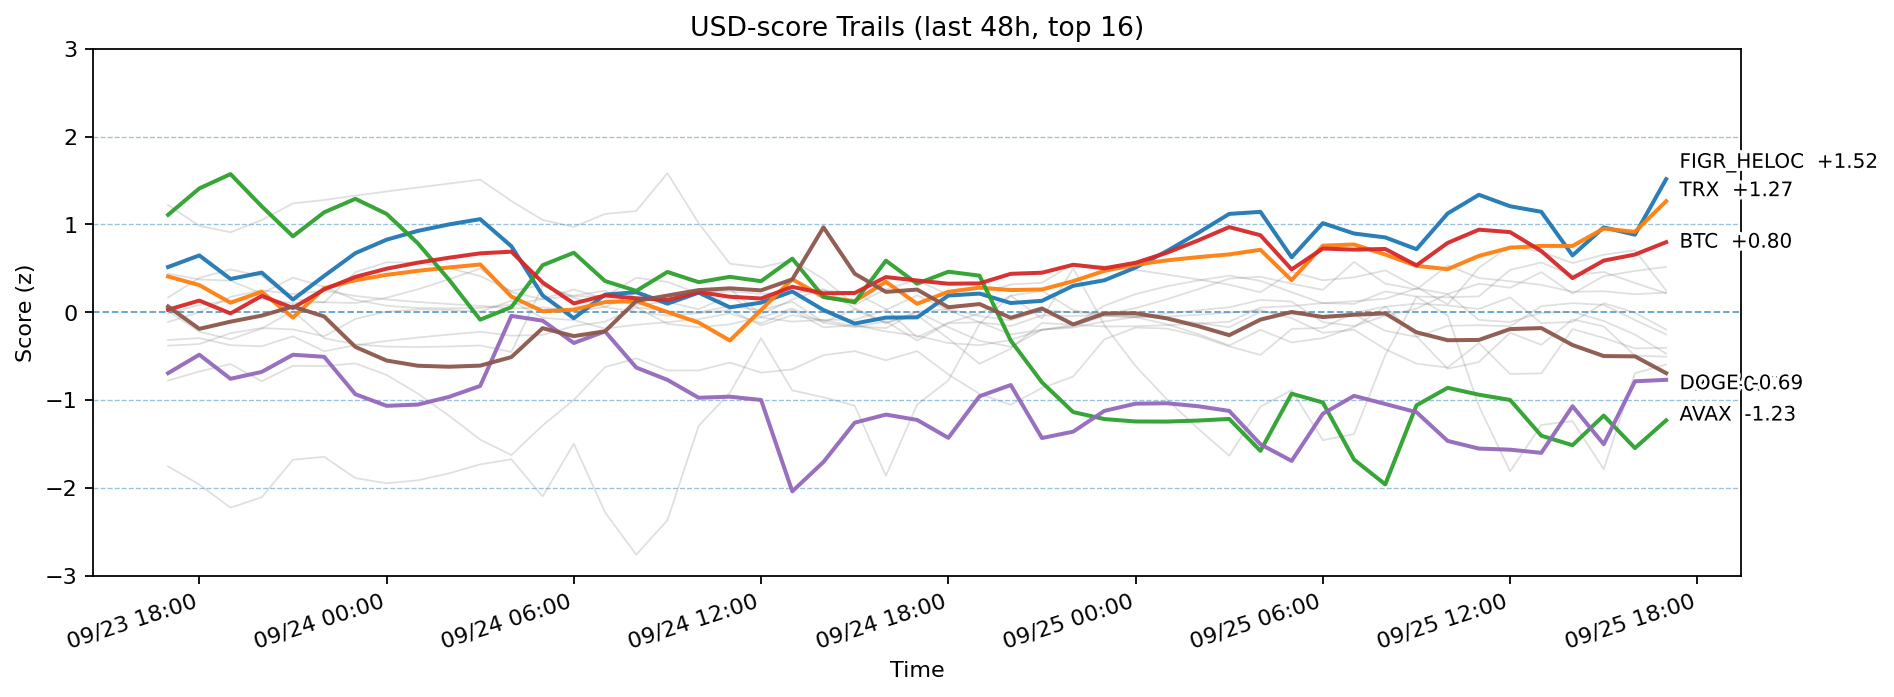 USD-score Trails (last 48h, top 16)
Score (z)
3
2
1
0
−1
−2
−3
FIGR_HELOC +1.52
TRX +1.27
BTC +0.80
DOGE -0.69
AVAX -1.23
09/23 18:00
09/24 00:00
09/24 06:00
09/24 12:00
09/24 18:00
09/25 00:00
09/25 06:00
09/25 12:00
09/25 18:00
Time